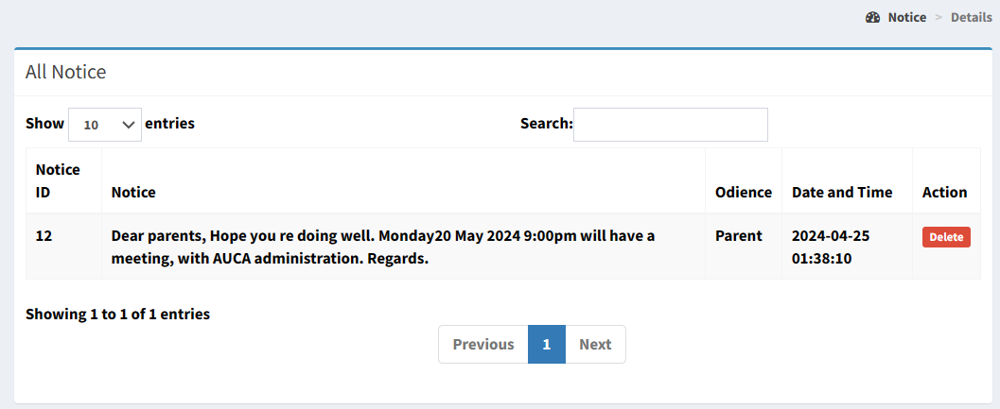 Notice > Details
All Notice
Show 10 entries
Search:
Notice ID
Notice
Odience
Date and Time
Action
12
Dear parents, Hope you re doing well. Monday20 May 2024 9:00pm will have a
meeting, with AUCA administration. Regards.
Parent
2024-04-25
01:38:10
Delete
Showing 1 to 1 of 1 entries
Previous 1 Next